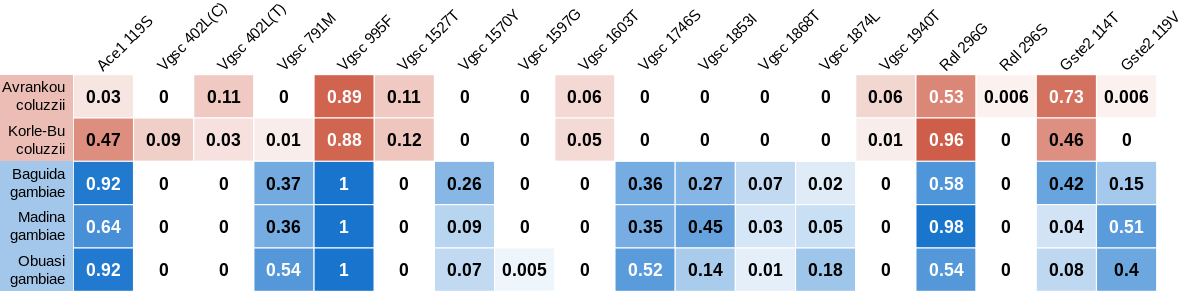 Ace1 119S Vgsc 402L(C) Vgsc 402L(T) Vgsc 791M Vgsc 995F Vgsc 1527T Vgsc 1570Y Vgsc 1597G Vgsc 1603T Vgsc 1746S Vgsc 1853I Vgsc 1868T Vgsc 1874L Vgsc 1940T Rdl 296G Rdl 296S Gste2 114T Gste2 119V
Avrankou
coluzzii
0.03 0 0.11 0 0.89 0.11 0 0 0.06 0 0 0 0 0.06 0.53 0.006 0.73 0.006
Korle-Bu
coluzzii
0.47 0.09 0.03 0.01 0.88 0.12 0 0 0.05 0 0 0 0 0.01 0.96 0 0.46 0
Baguida
gambiae
0.92 0 0 0.37 1 0 0.26 0 0 0.36 0.27 0.07 0.02 0 0.58 0 0.42 0.15
Madina
gambiae
0.64 0 0 0.36 1 0 0.09 0 0 0.35 0.45 0.03 0.05 0 0.98 0 0.04 0.51
Obuasi
gambiae
0.92 0 0 0.54 1 0 0.07 0.005 0 0.52 0.14 0.01 0.18 0 0.54 0 0.08 0.4